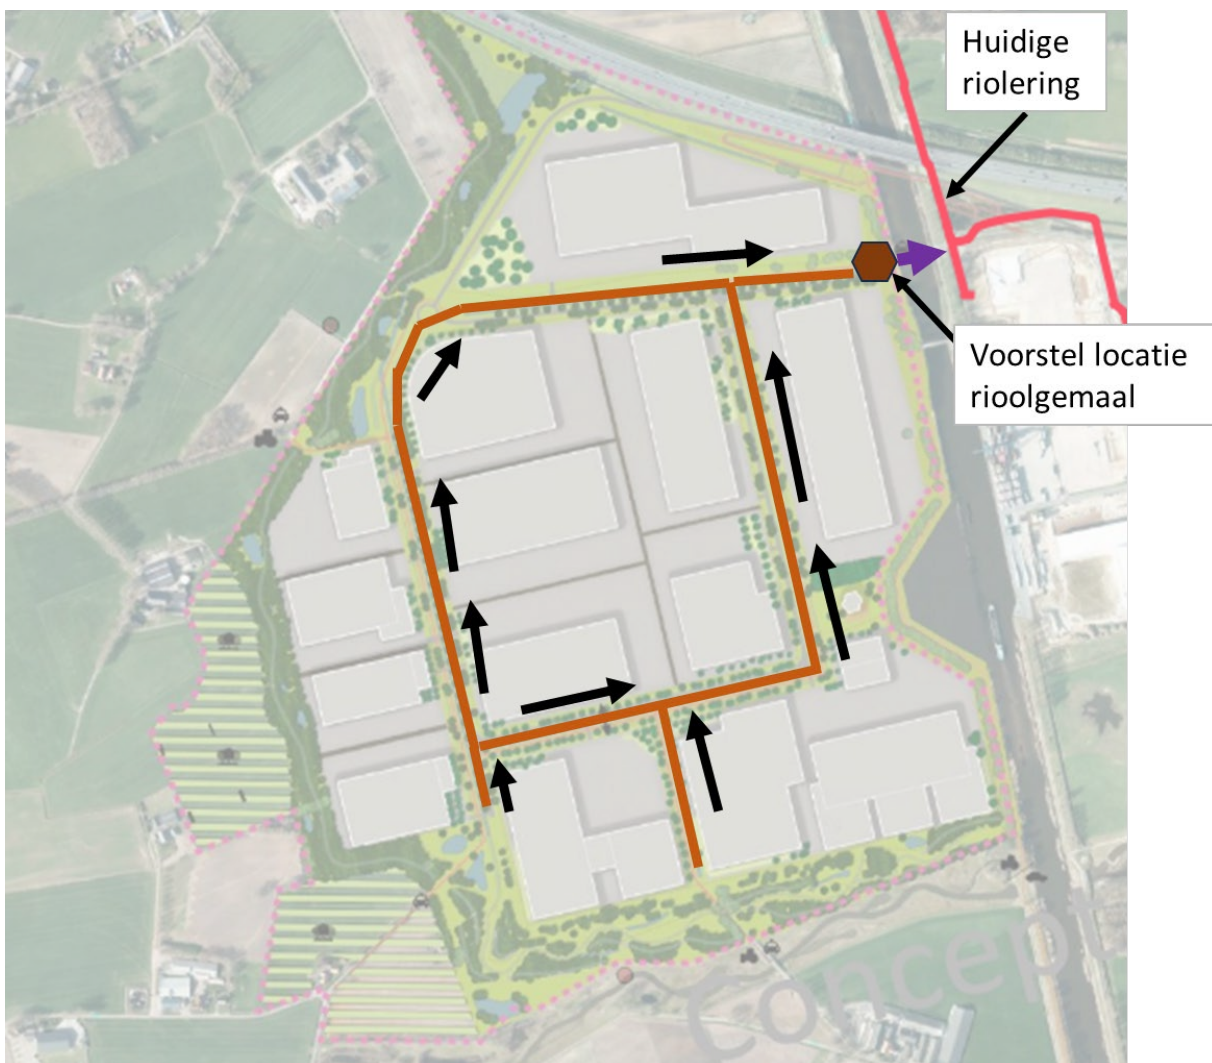 Huidige
riolering
Voorstel locatie
rioolgemaal
concept